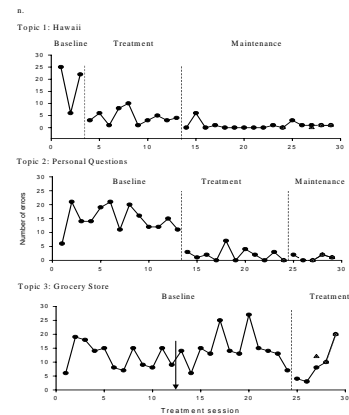 n.
Topic 1: Hawaii
Baseline Treatment Maintenance
30
25
20
15
10
5
0
0 5 10 15 20 25 30
Topic 2: Personal Questions
Baseline Treatment Maintenance
Number of errors
30
25
20
15
10
5
0
0 5 10 15 20 25 30
Topic 3: Grocery Store
Baseline Treatment
30
25
20
15
10
5
0
0 5 10 15 20 25 30
Treatment session